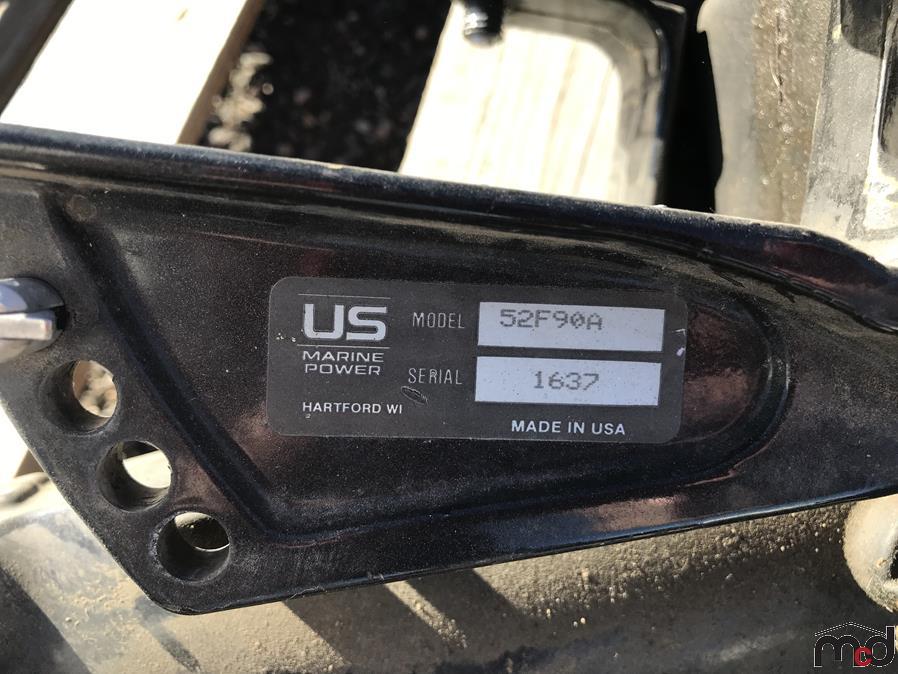 US
MARINE
POWER
MODEL 52F90A
SERIAL 1637
HARTFORD WI
MADE IN USA
mcd